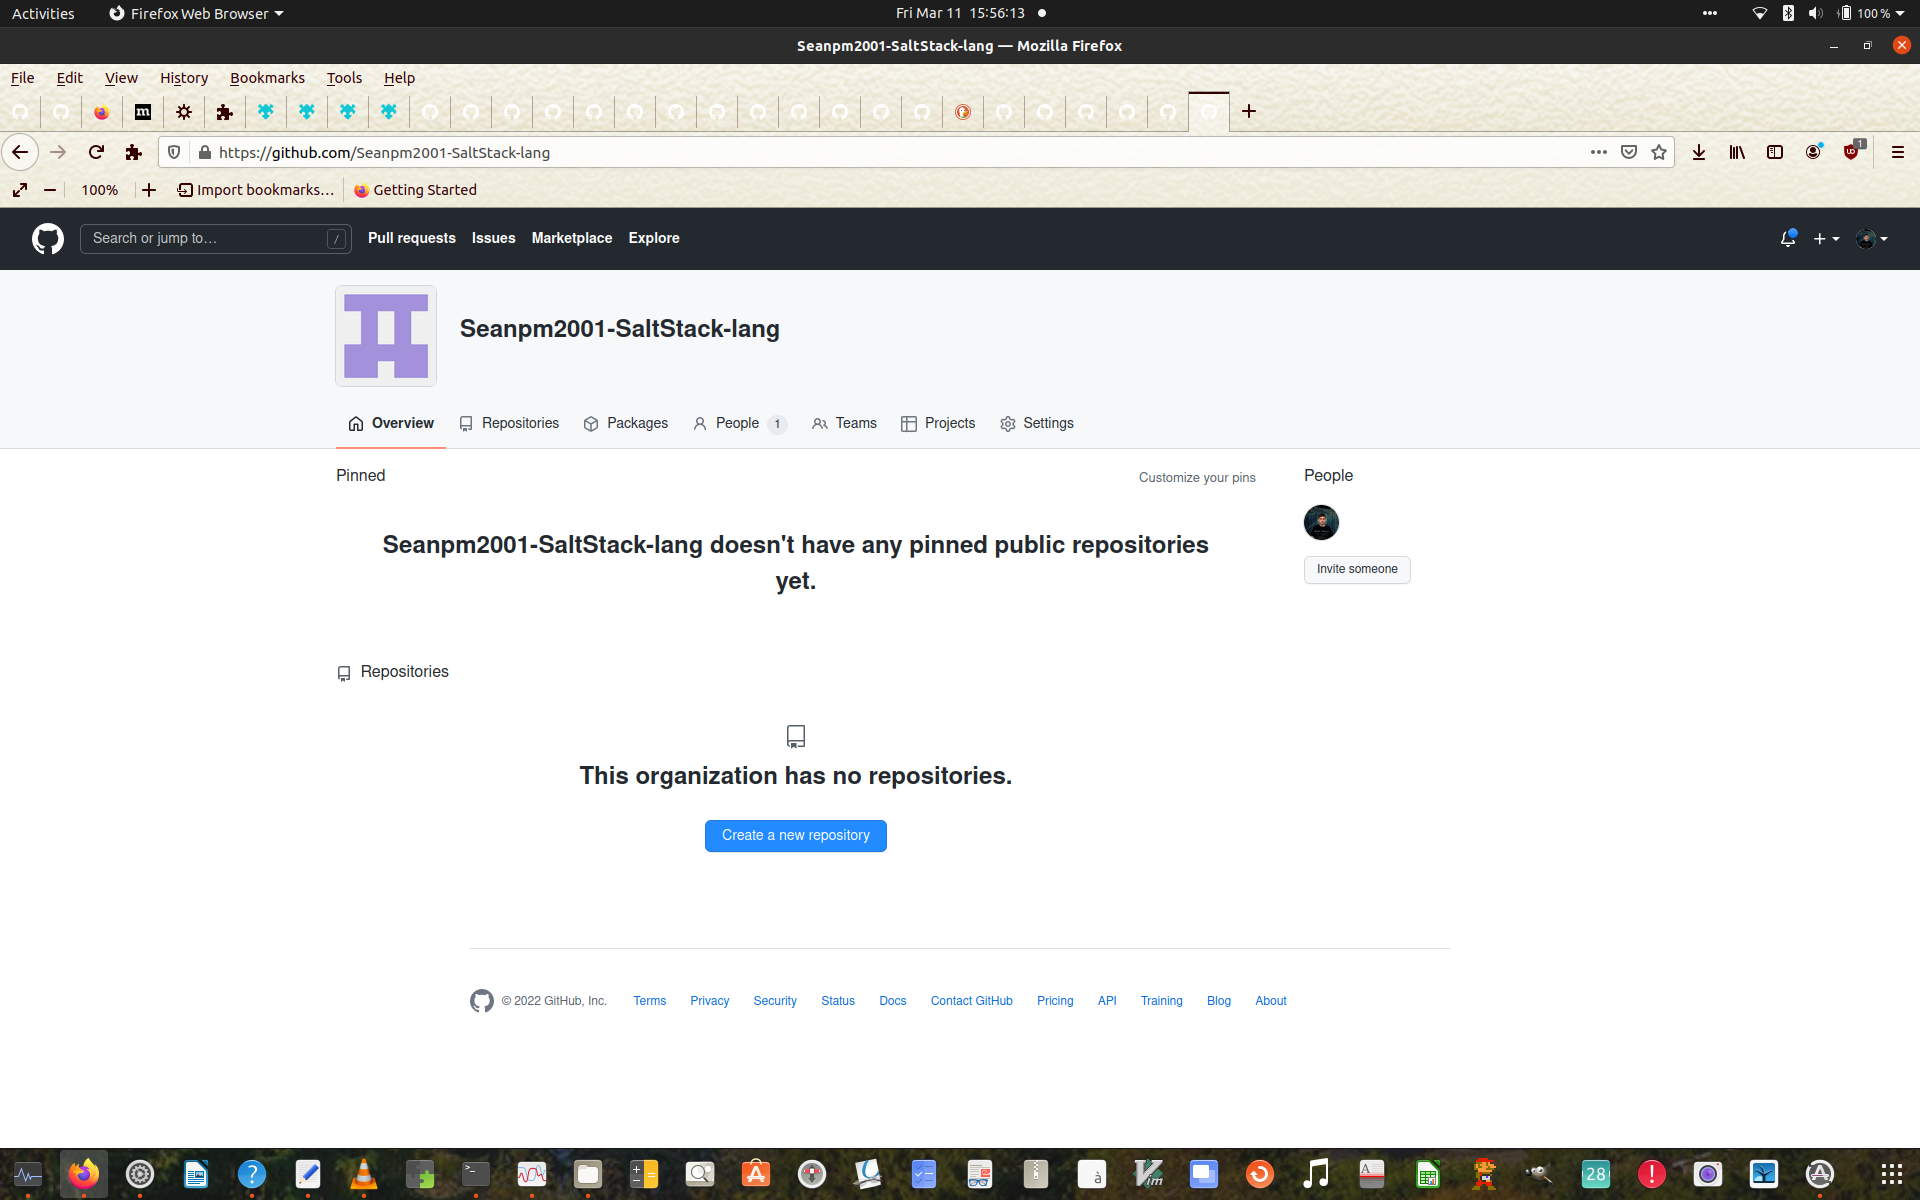 Activities
Firefox Web Browser
Fri Mar 11 15:56:13
100 %
Seanpm2001-SaltStack-lang — Mozilla Firefox
File Edit View History Bookmarks Tools Help
m
https://github.com/Seanpm2001-SaltStack-lang
1
100%
Import bookmarks…
Getting Started
Search or jump to…
/
Pull requests Issues Marketplace Explore
Seanpm2001-SaltStack-lang
Overview
Repositories
Packages
People 1
Teams
Projects
Settings
Pinned
Customize your pins
People
Seanpm2001-SaltStack-lang doesn't have any pinned public repositories
yet.
Invite someone
Repositories
This organization has no repositories.
Create a new repository
© 2022 GitHub, Inc.
Terms Privacy Security Status Docs Contact GitHub Pricing API Training Blog About
?
>_
à
Vim
A
28
!